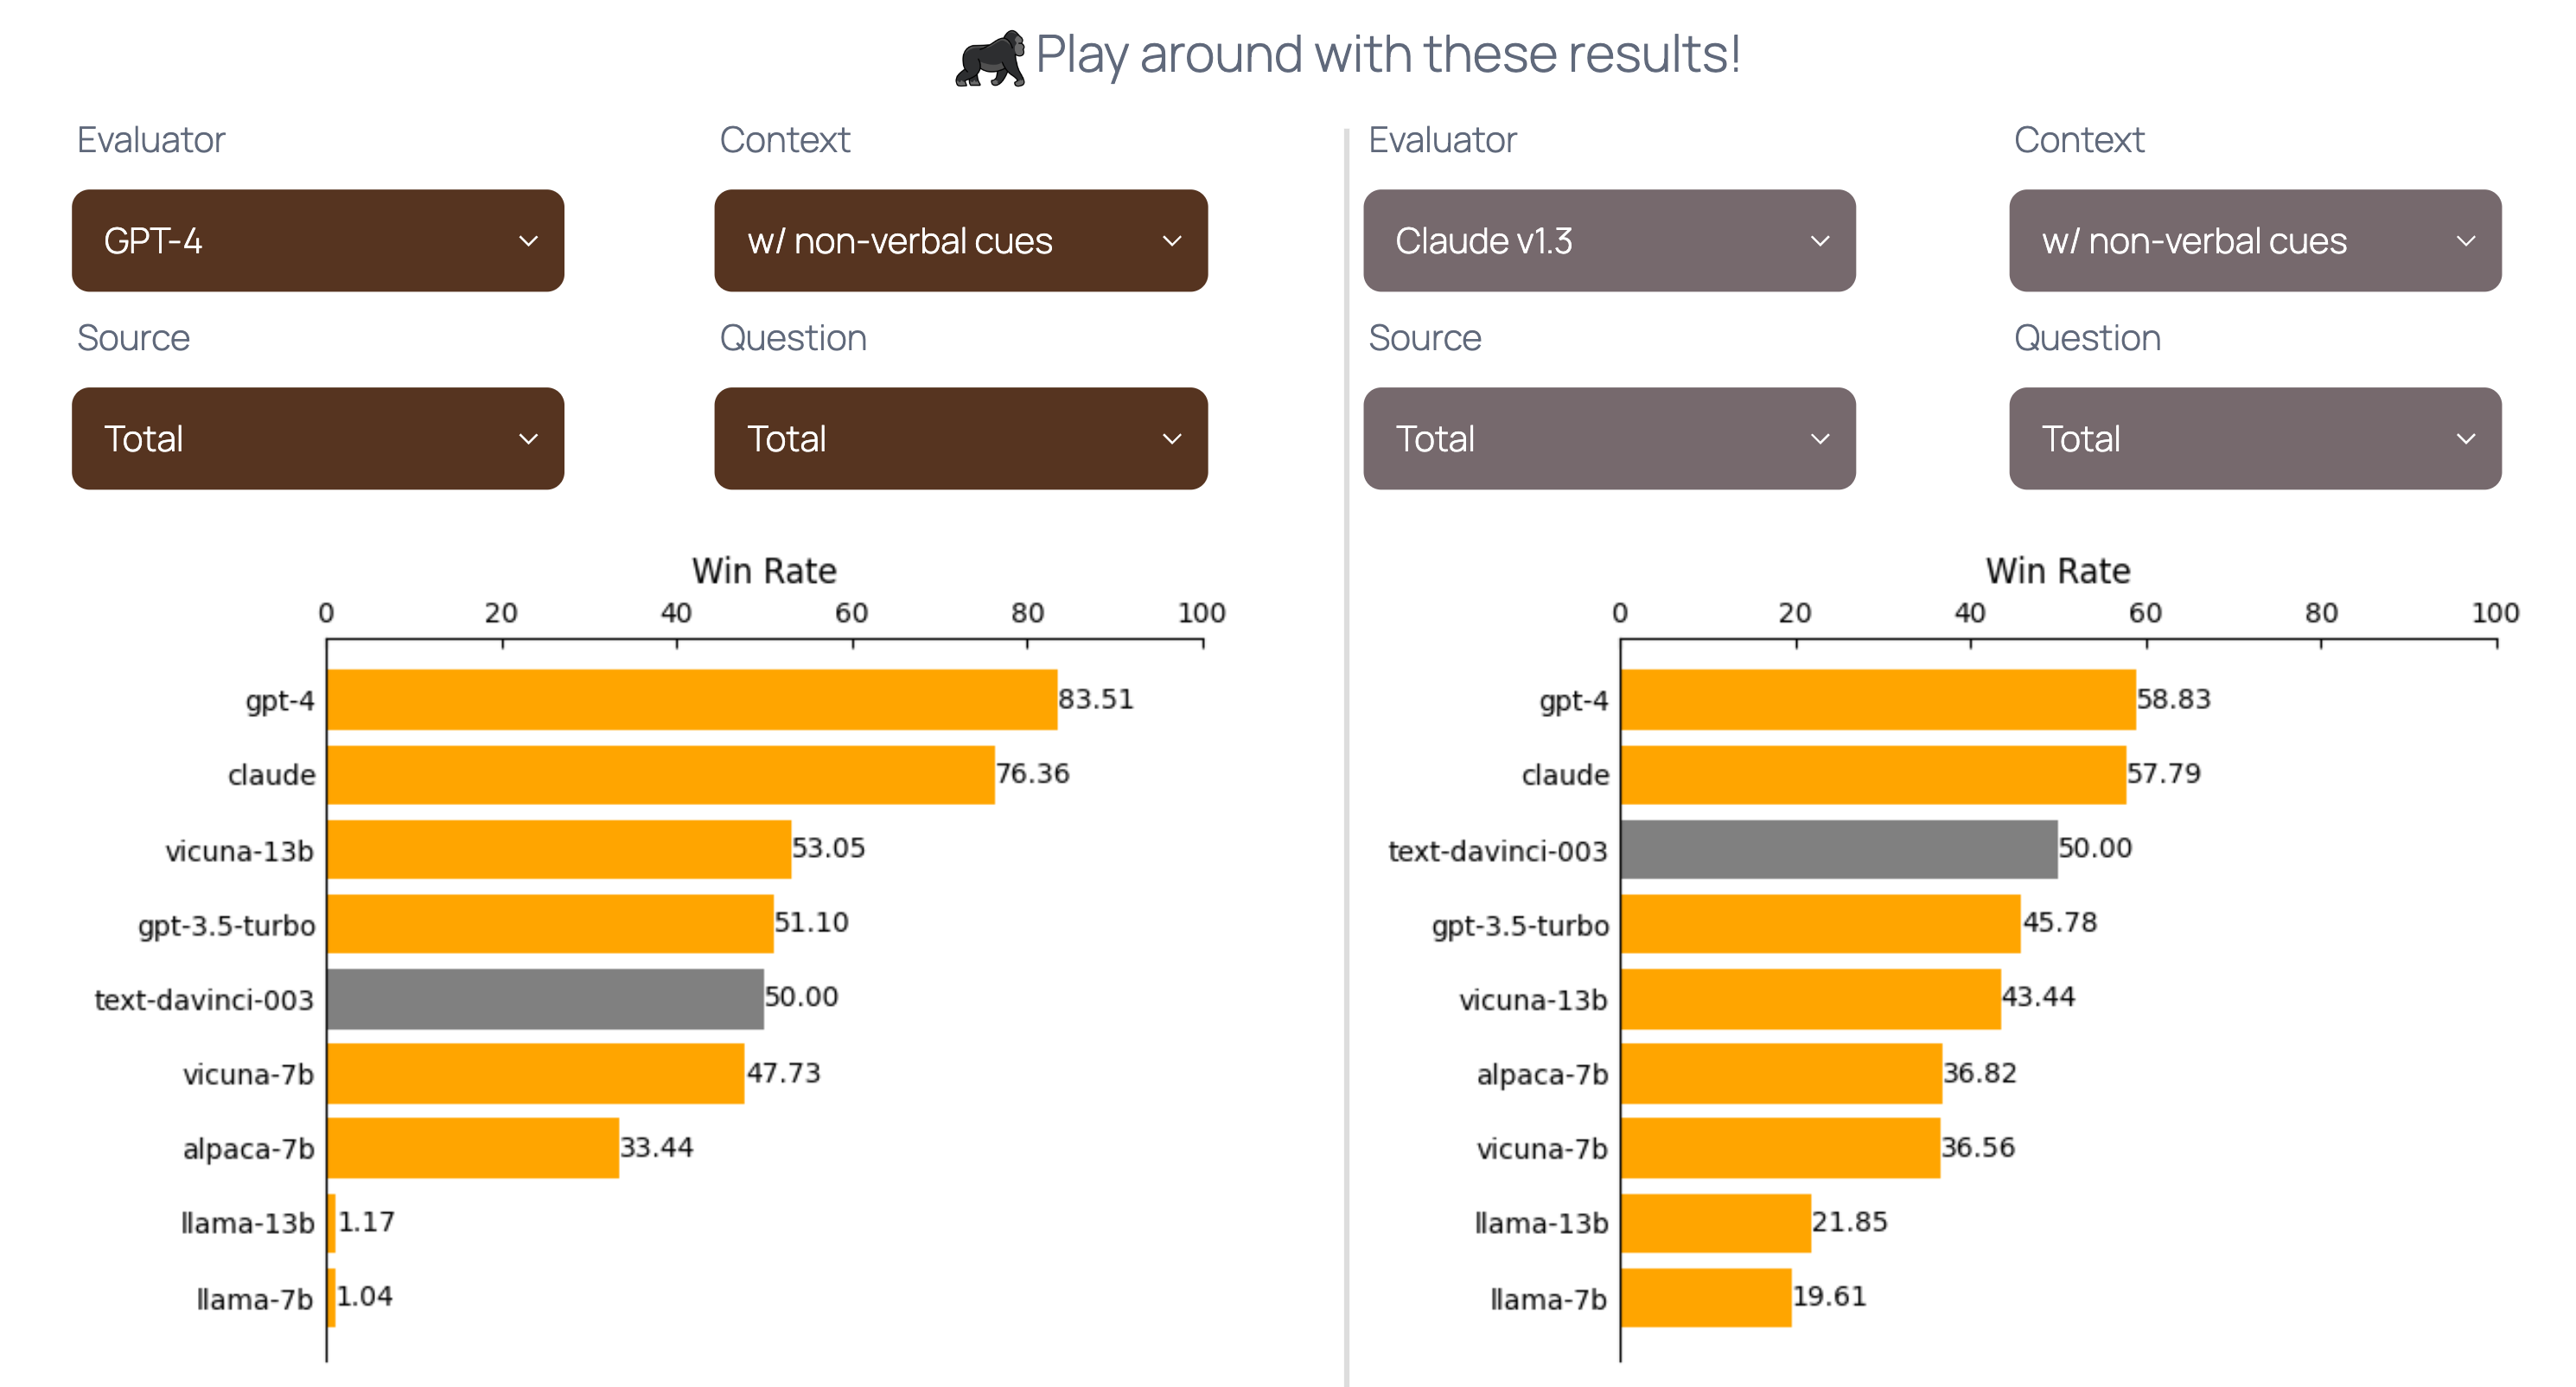 Play around with these results!
Evaluator
Context
GPT-4
w/ non-verbal cues
Source
Question
Total
Total
Win Rate
0 20 40 60 80 100
gpt-4 83.51
claude 76.36
vicuna-13b 53.05
gpt-3.5-turbo 51.10
text-davinci-003 50.00
vicuna-7b 47.73
alpaca-7b 33.44
llama-13b 1.17
llama-7b 1.04
Evaluator
Context
Claude v1.3
w/ non-verbal cues
Source
Question
Total
Total
Win Rate
0 20 40 60 80 100
gpt-4 58.83
claude 57.79
text-davinci-003 50.00
gpt-3.5-turbo 45.78
vicuna-13b 43.44
alpaca-7b 36.82
vicuna-7b 36.56
llama-13b 21.85
llama-7b 19.61